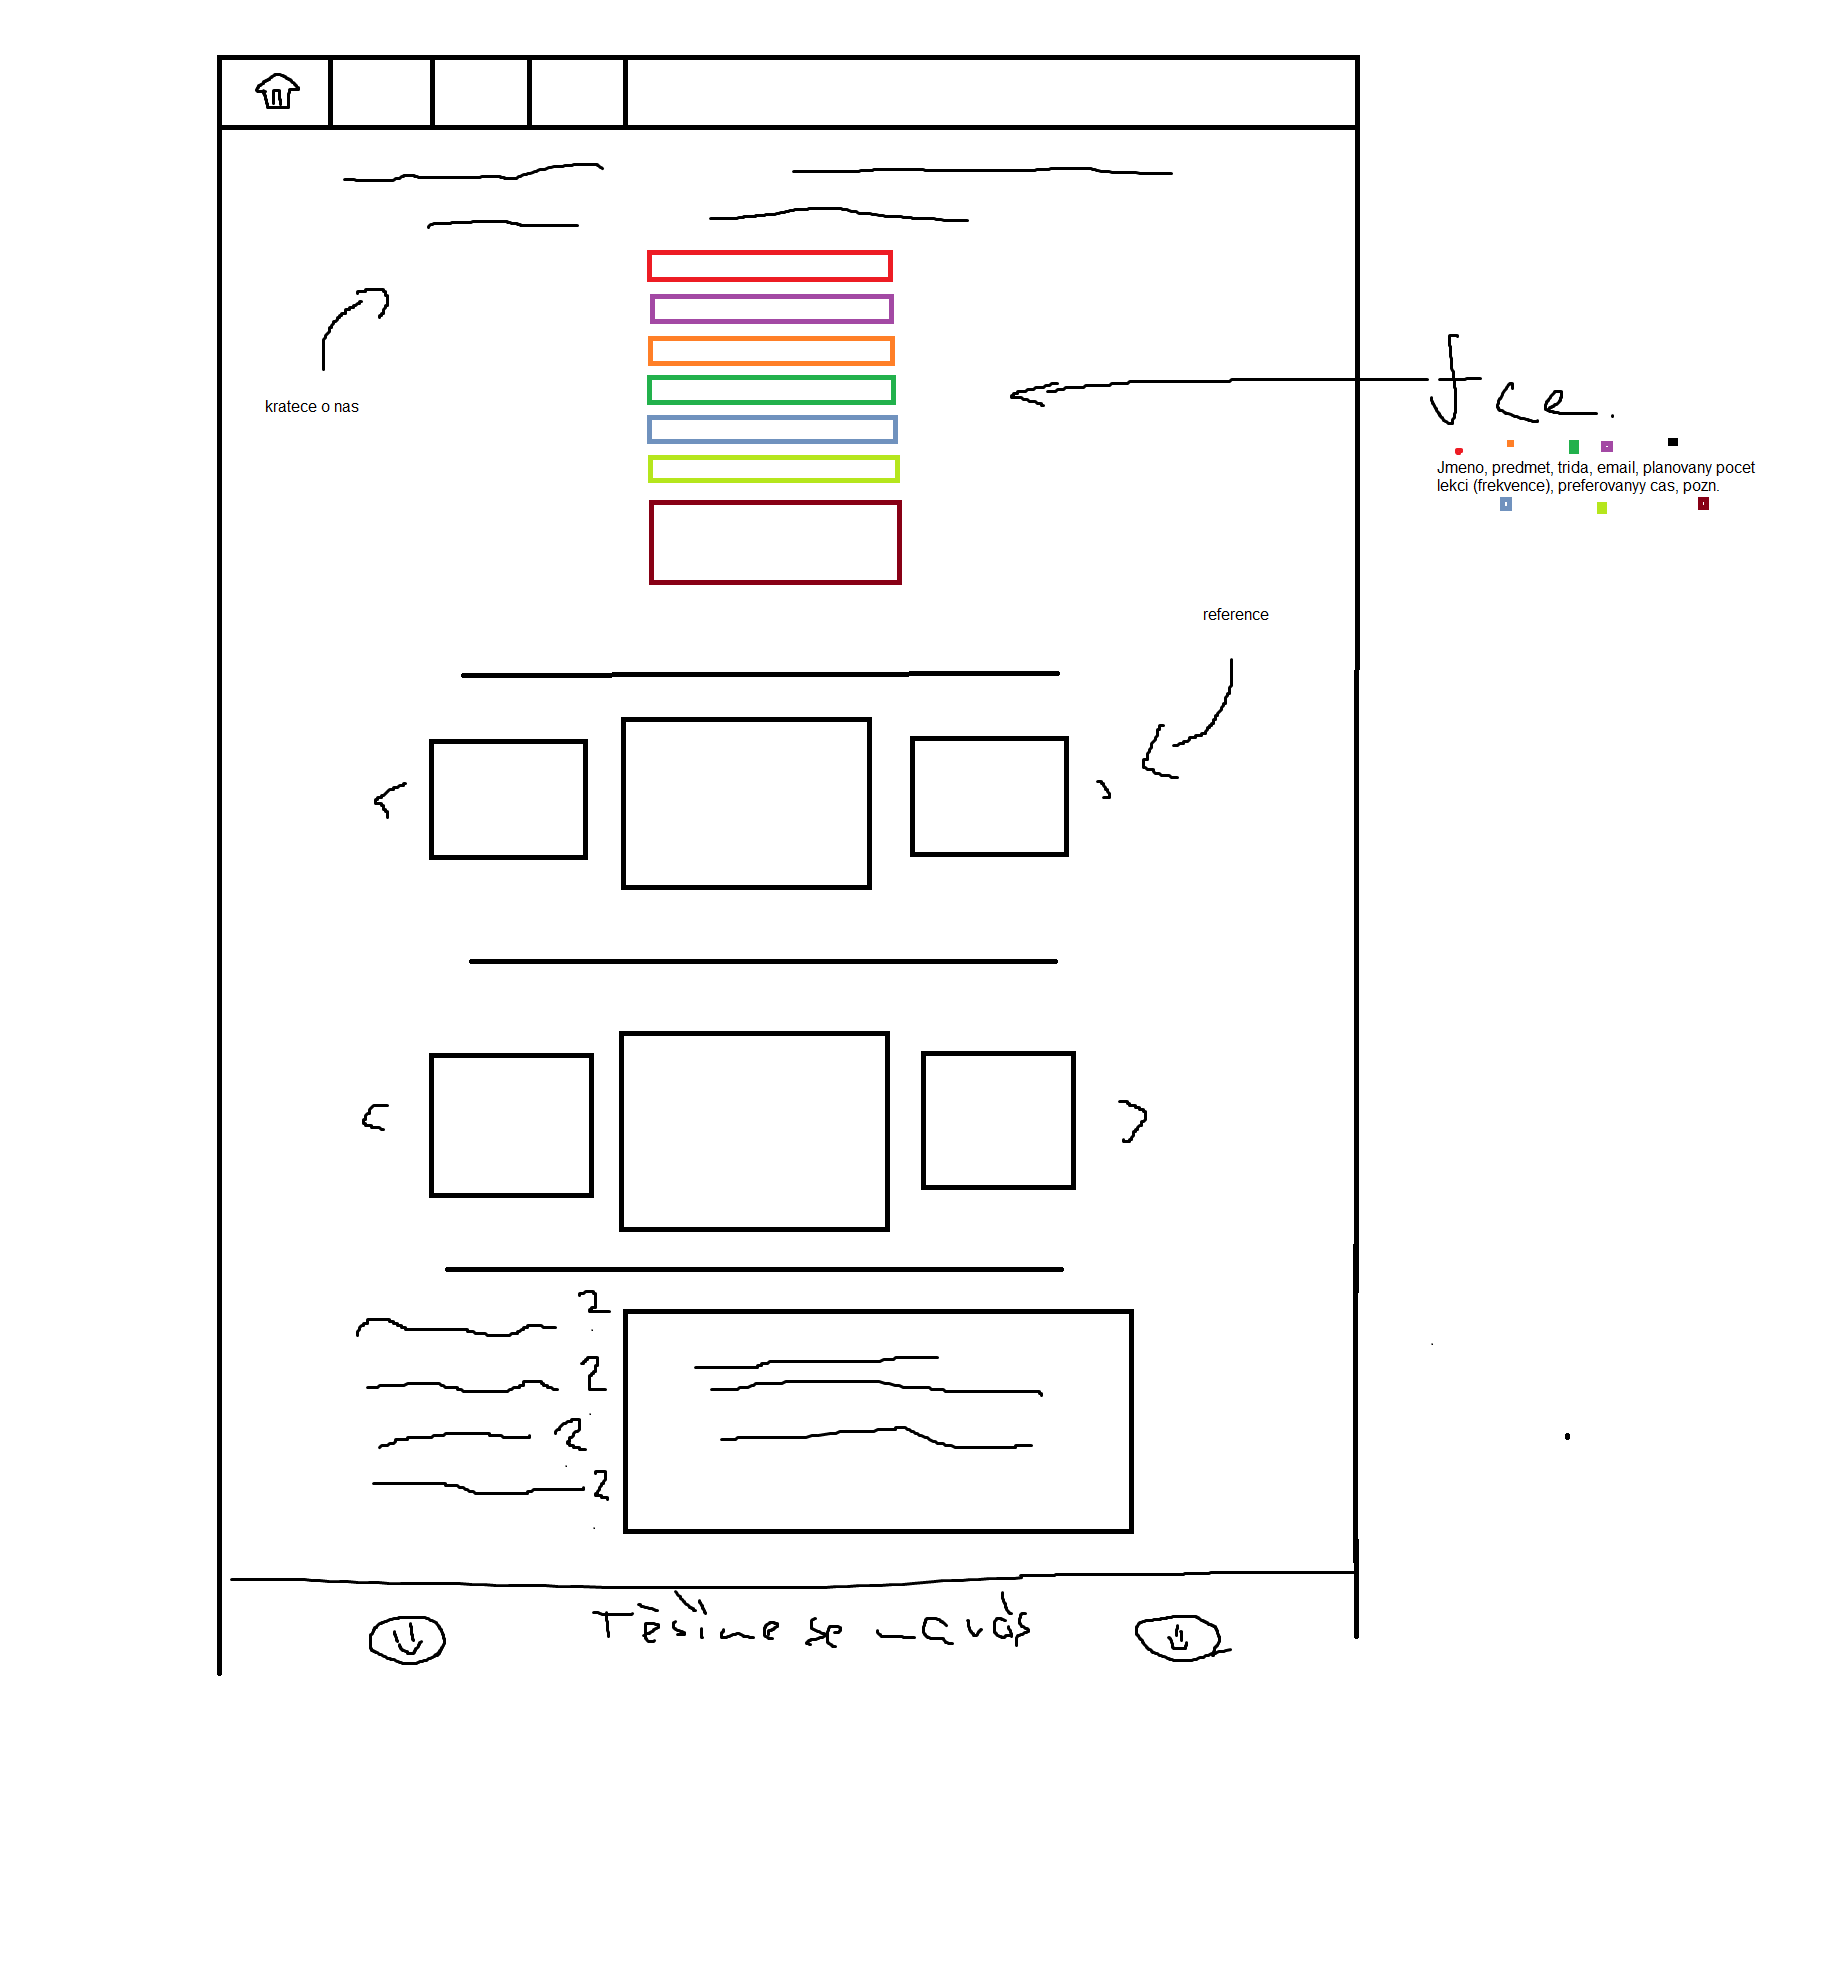 kratece o nas
fce.
Jmeno, predmet, trida, email, planovany pocet
lekci (frekvence), preferovanyy cas, pozn.
reference
?
?
?
?
Těšíme se na vás